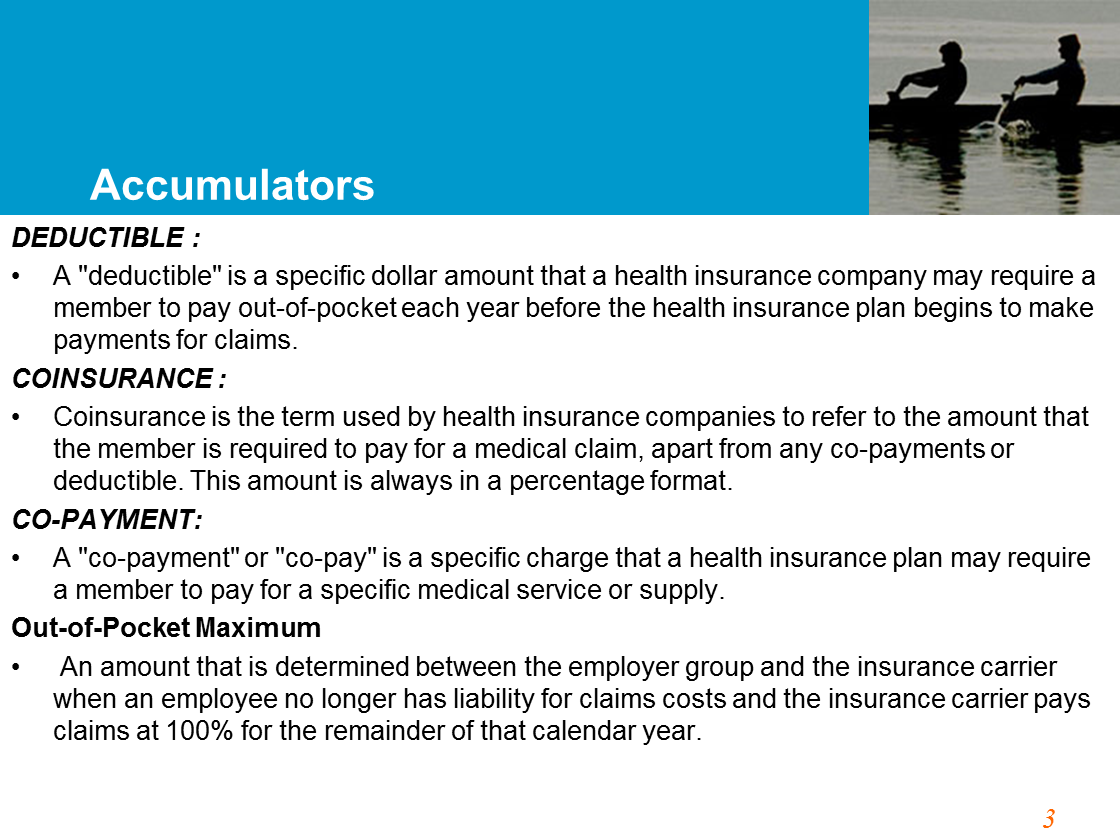 Accumulators
DEDUCTIBLE :
• A "deductible" is a specific dollar amount that a health insurance company may require a
member to pay out-of-pocket each year before the health insurance plan begins to make
payments for claims.
COINSURANCE :
• Coinsurance is the term used by health insurance companies to refer to the amount that
the member is required to pay for a medical claim, apart from any co-payments or
deductible. This amount is always in a percentage format.
CO-PAYMENT:
• A "co-payment" or "co-pay" is a specific charge that a health insurance plan may require
a member to pay for a specific medical service or supply.
Out-of-Pocket Maximum
• An amount that is determined between the employer group and the insurance carrier
when an employee no longer has liability for claims costs and the insurance carrier pays
claims at 100% for the remainder of that calendar year.
3